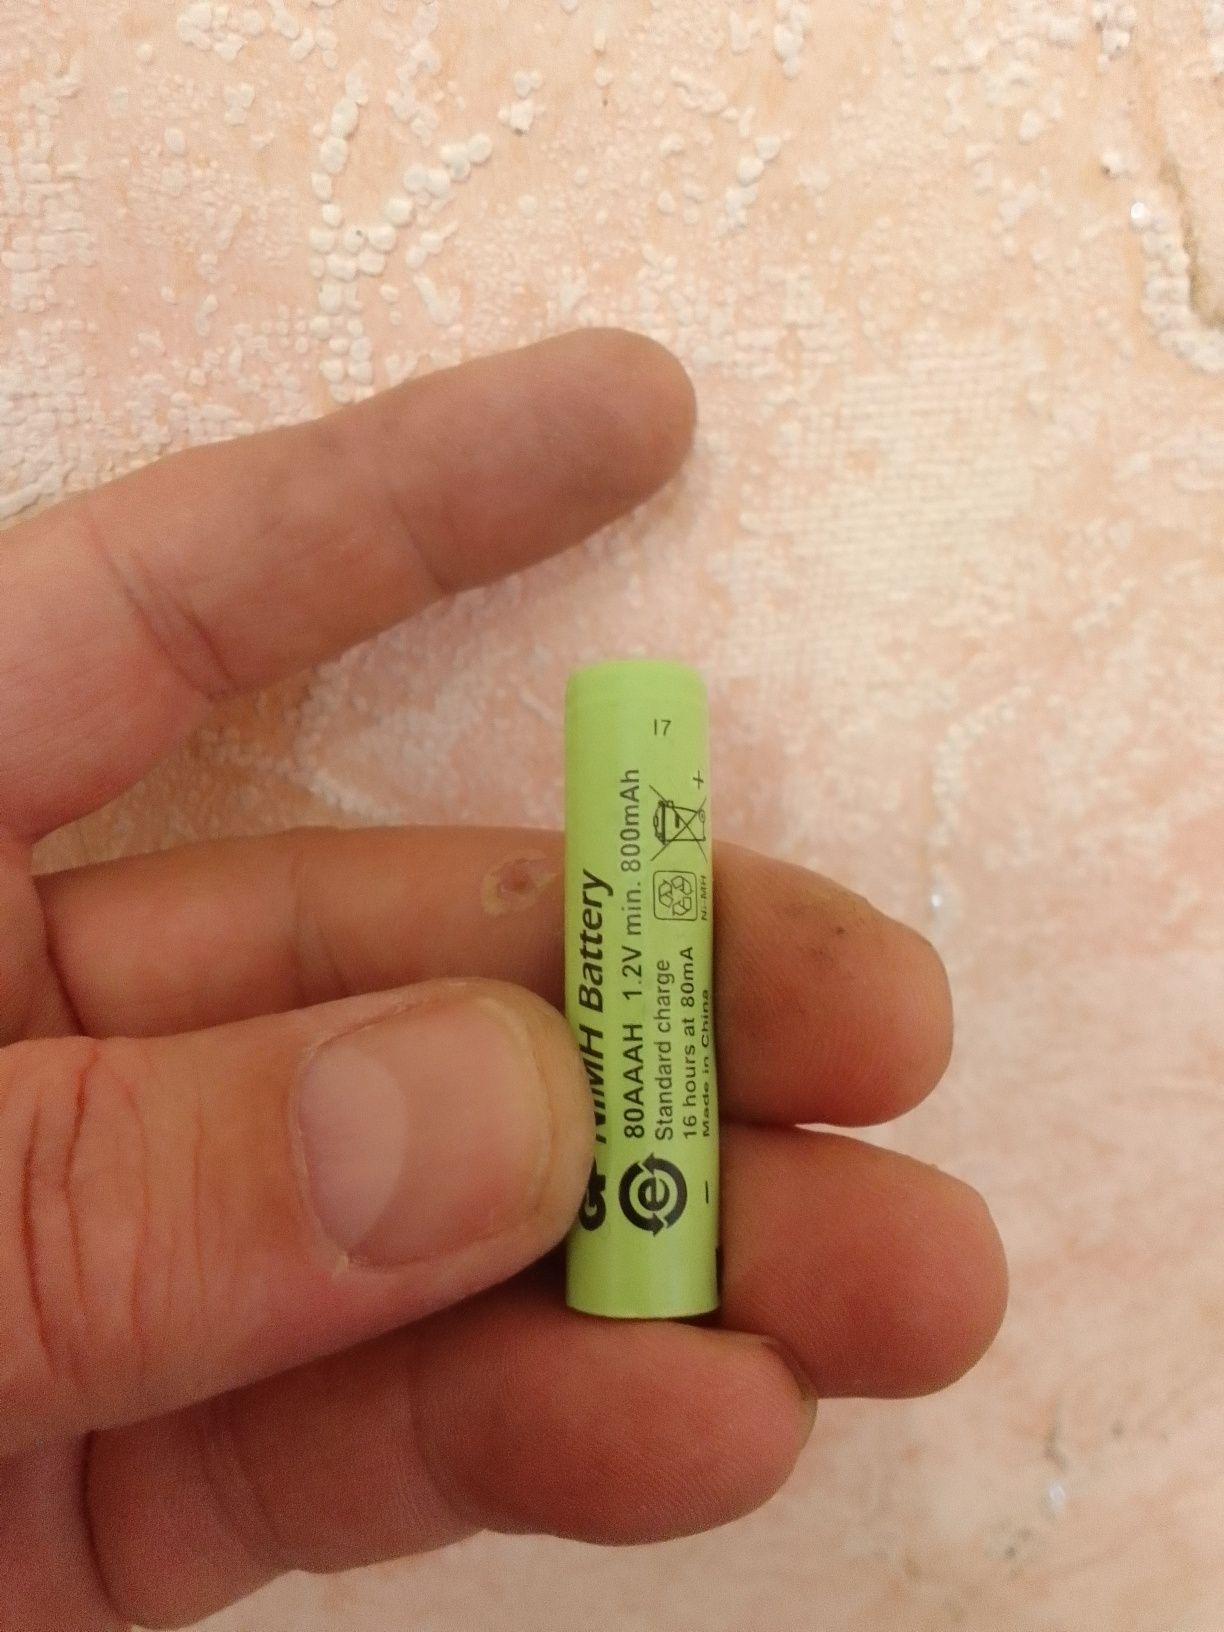 GP NiMH Battery
80AAAH 1.2V min. 800mAh
Standard charge
16 hours at 80mA
Made in China
Ni-MH
e
17
+
−